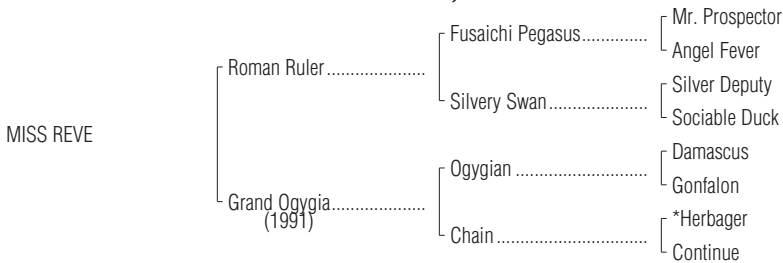 Mr. Prospector
Fusaichi Pegasus..............
Angel Fever
Roman Ruler.....................
Silver Deputy
Silvery Swan.....................
Sociable Duck
MISS REVE
Damascus
Ogygian ............................
Gonfalon
Grand Ogygia....................
(1991)
*Herbager
Chain ................................
Continue